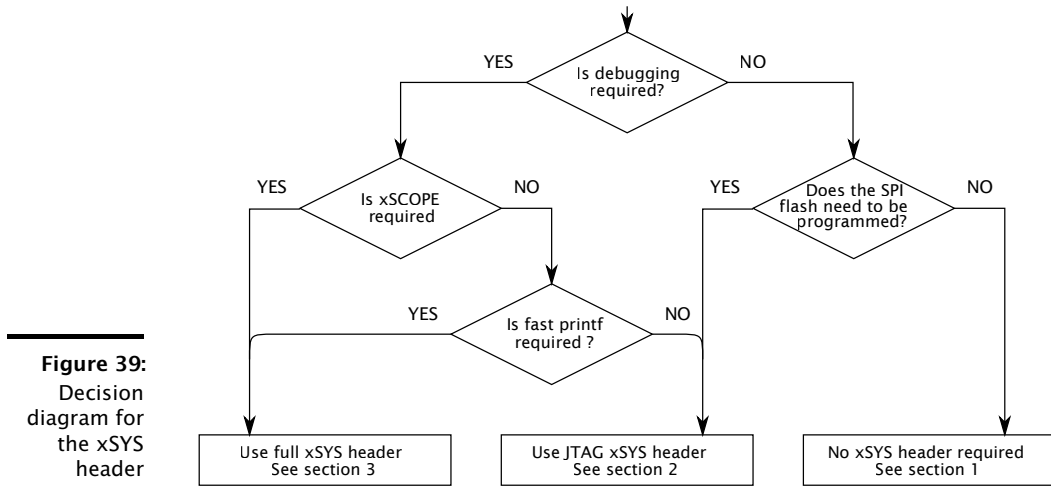 YES
Is debugging
required?
NO
YES
Is xSCOPE
required
NO
YES
Does the SPI
flash need to be
programmed?
NO
YES
Is fast printf
required ?
NO
Figure 39:
Decision
diagram for
the xSYS
header
Use full xSYS header
See section 3
Use JTAG xSYS header
See section 2
No xSYS header required
See section 1